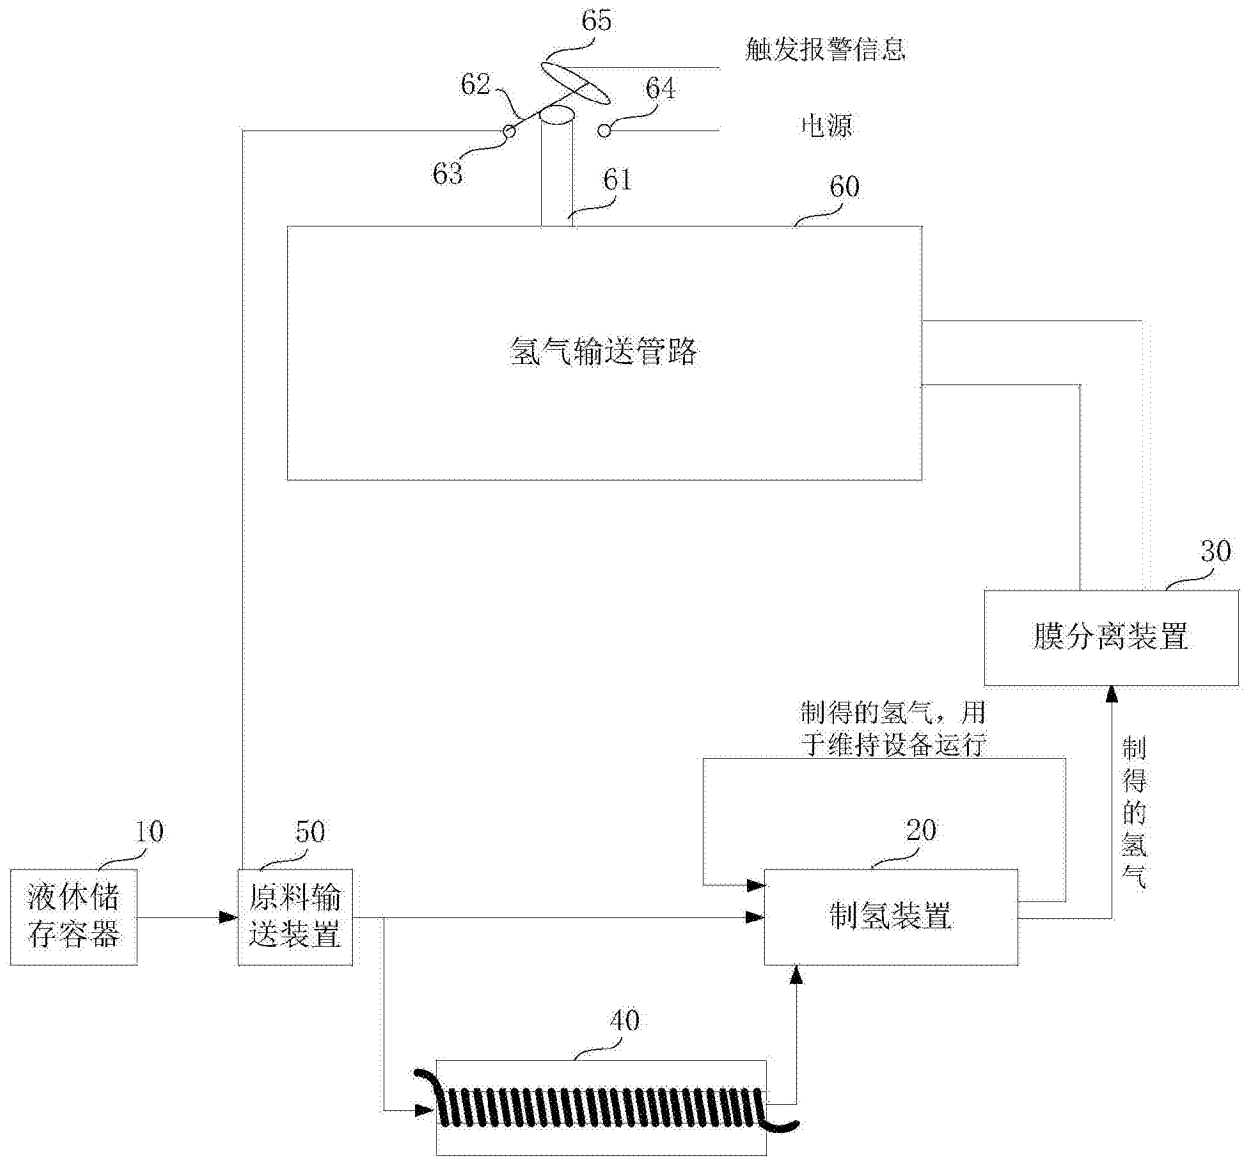 65
触发报警信息
62
64
电源
63
61
60
氢气输送管路
30
膜分离装置
制得的氢气，用
于维持设备运行
制得的氢气
10
50
20
液体储
存容器
原料输
送装置
制氢装置
40